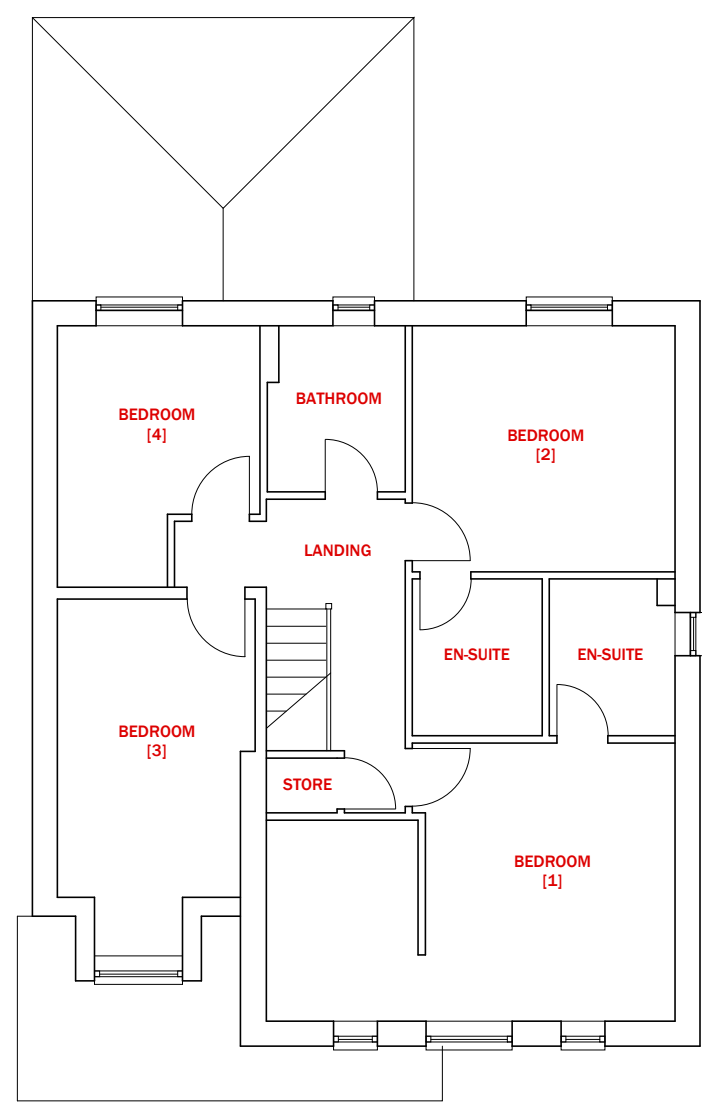 BATHROOM
BEDROOM
[4]
BEDROOM
[2]
LANDING
EN-SUITE
EN-SUITE
BEDROOM
[3]
STORE
BEDROOM
[1]